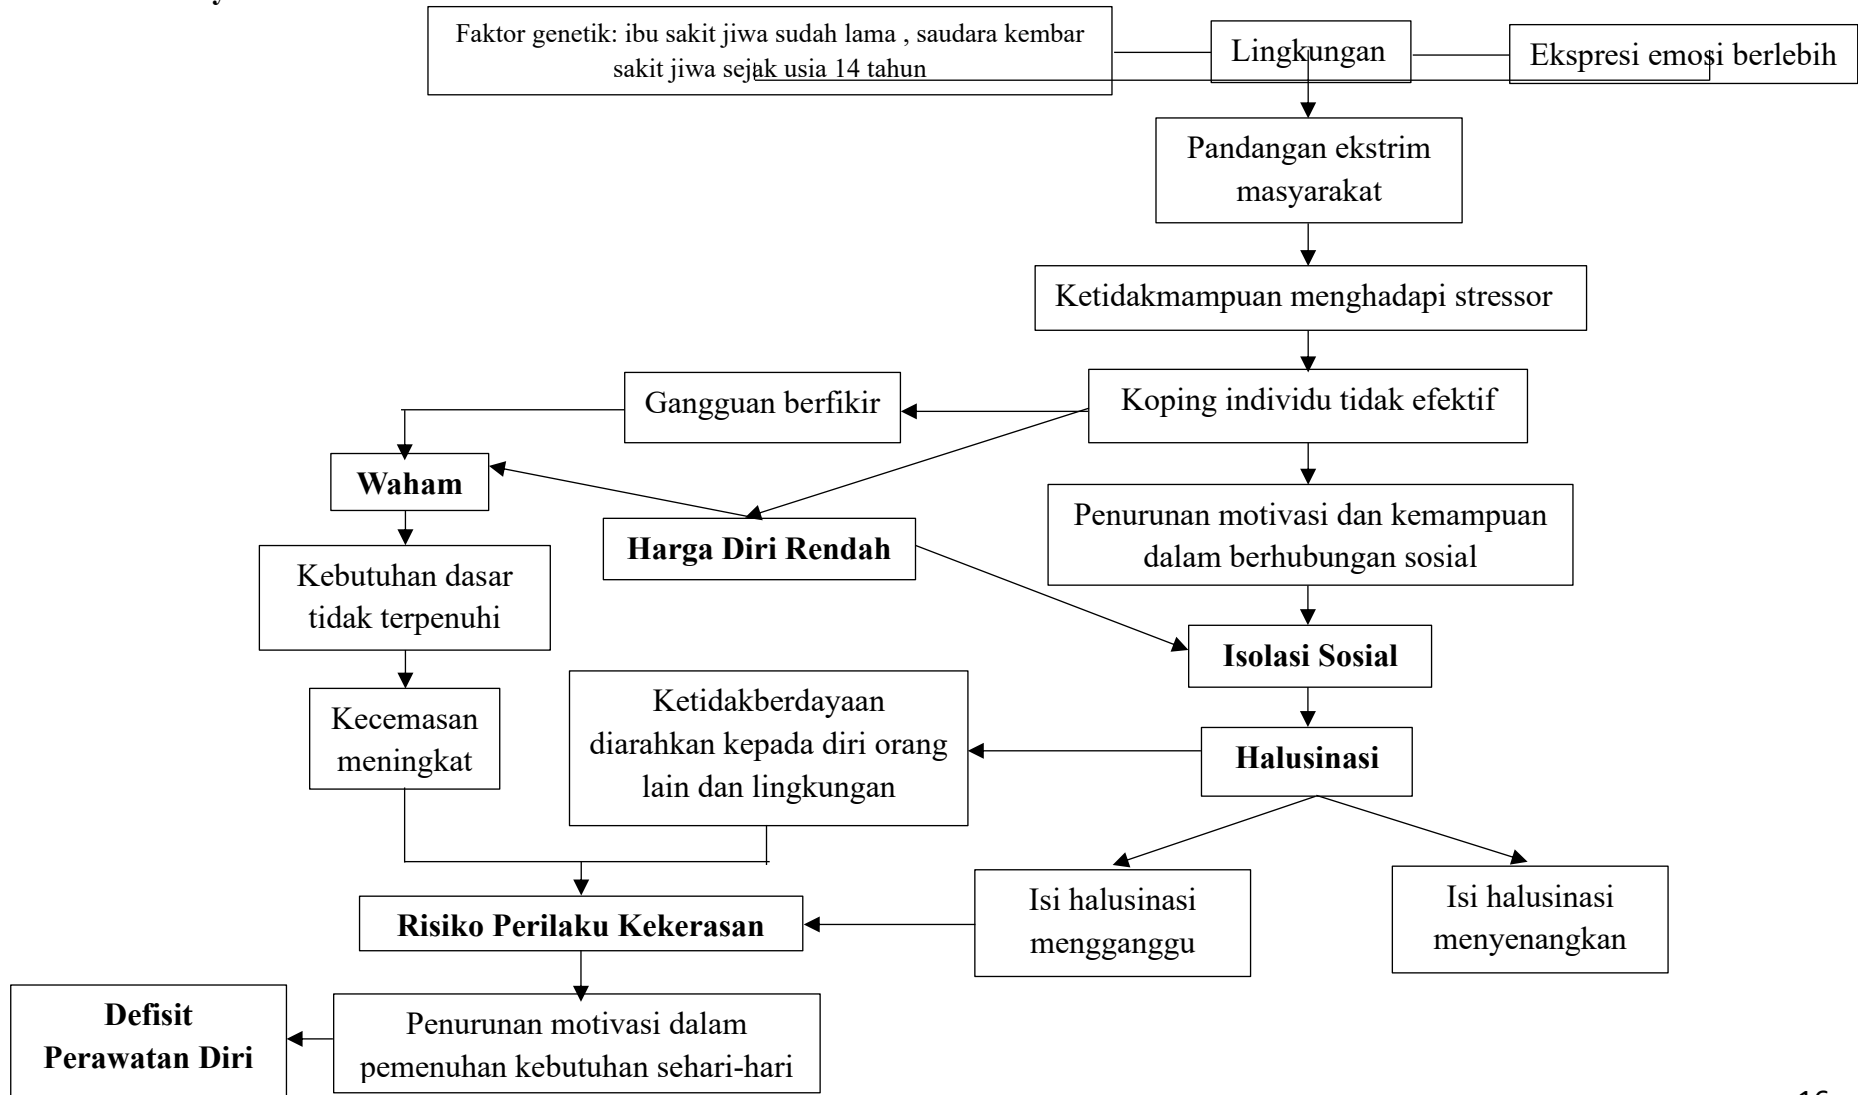 Faktor genetik: ibu sakit jiwa sudah lama , saudara kembar
sakit jiwa sejak usia 14 tahun
Lingkungan
Ekspresi emosi berlebih
Pandangan ekstrim
masyarakat
Ketidakmampuan menghadapi stressor
Gangguan berfikir
Koping individu tidak efektif
Waham
Harga Diri Rendah
Penurunan motivasi dan kemampuan
dalam berhubungan sosial
Kebutuhan dasar
tidak terpenuhi
Isolasi Sosial
Kecemasan
meningkat
Ketidakberdayaan
diarahkan kepada diri orang
lain dan lingkungan
Halusinasi
Risiko Perilaku Kekerasan
Isi halusinasi
mengganggu
Isi halusinasi
menyenangkan
Defisit
Perawatan Diri
Penurunan motivasi dalam
pemenuhan kebutuhan sehari-hari